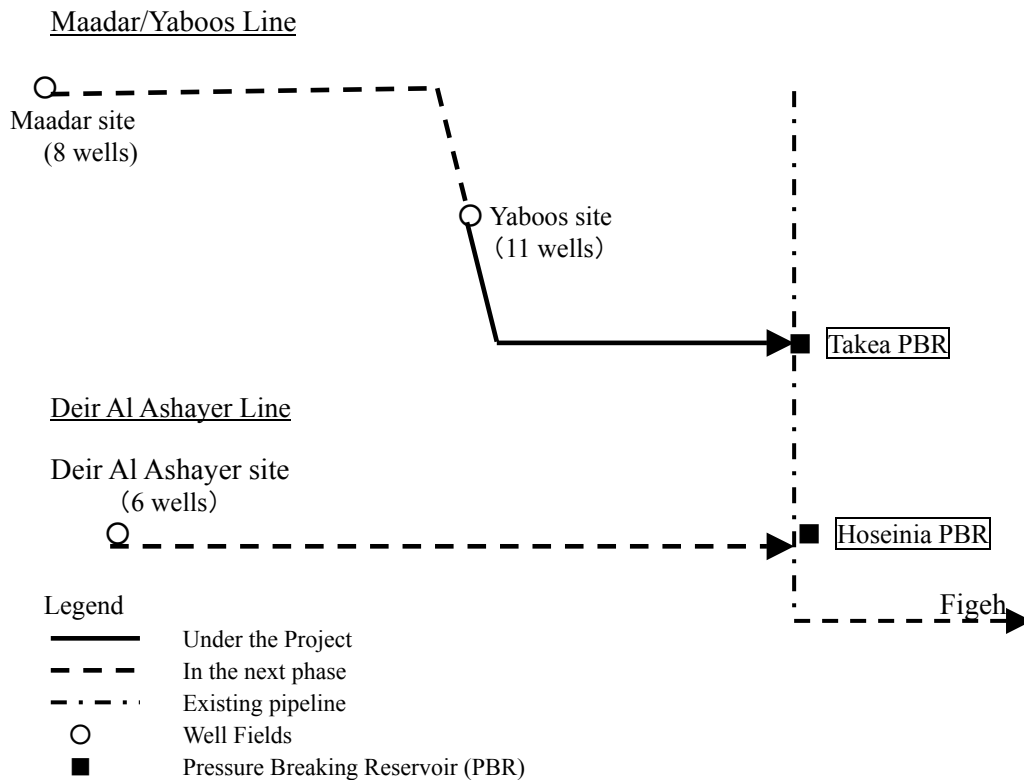 Maadar/Yaboos Line
Maadar site
(8 wells)
Yaboos site
（11 wells）
Takea PBR
Deir Al Ashayer Line
Deir Al Ashayer site
（6 wells）
Hoseinia PBR
Figeh
Legend
Under the Project
In the next phase
Existing pipeline
Well Fields
Pressure Breaking Reservoir (PBR)